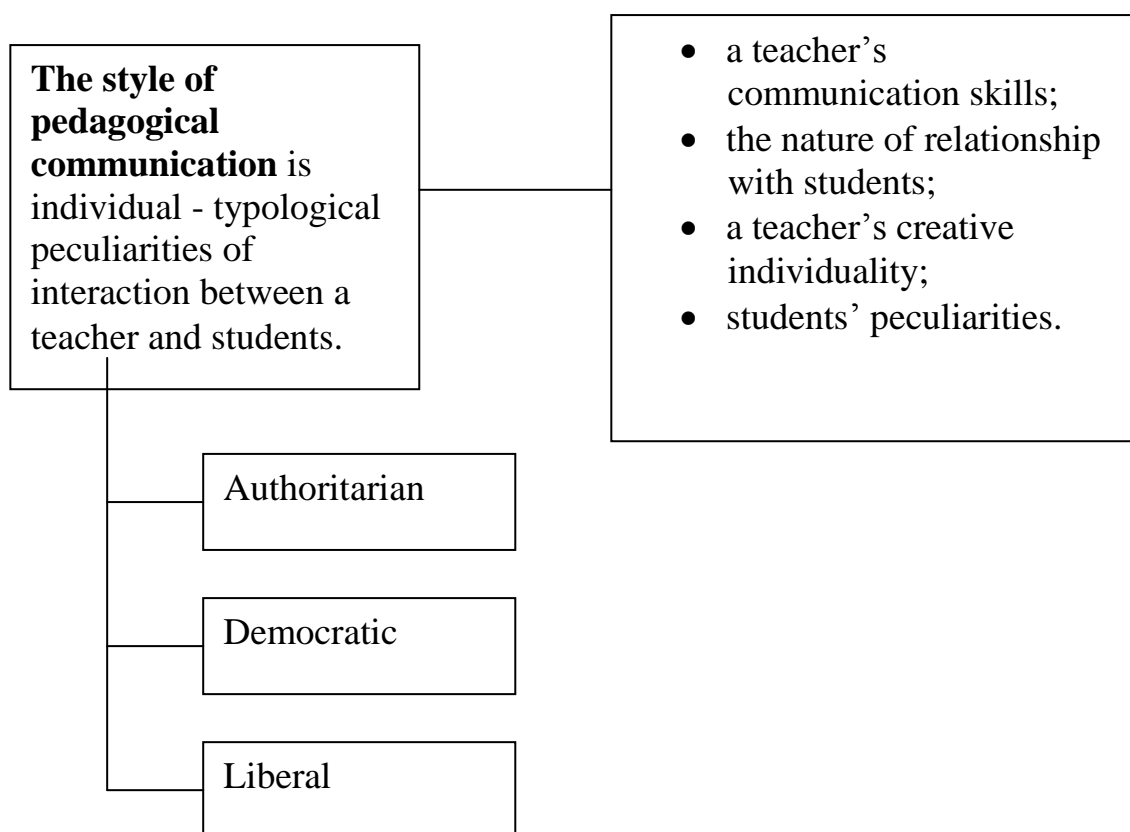 The style of
pedagogical
communication is
individual - typological
peculiarities of
interaction between a
teacher and students.
• a teacher’s
communication skills;
• the nature of relationship
with students;
• a teacher’s creative
individuality;
• students’ peculiarities.
Authoritarian
Democratic
Liberal